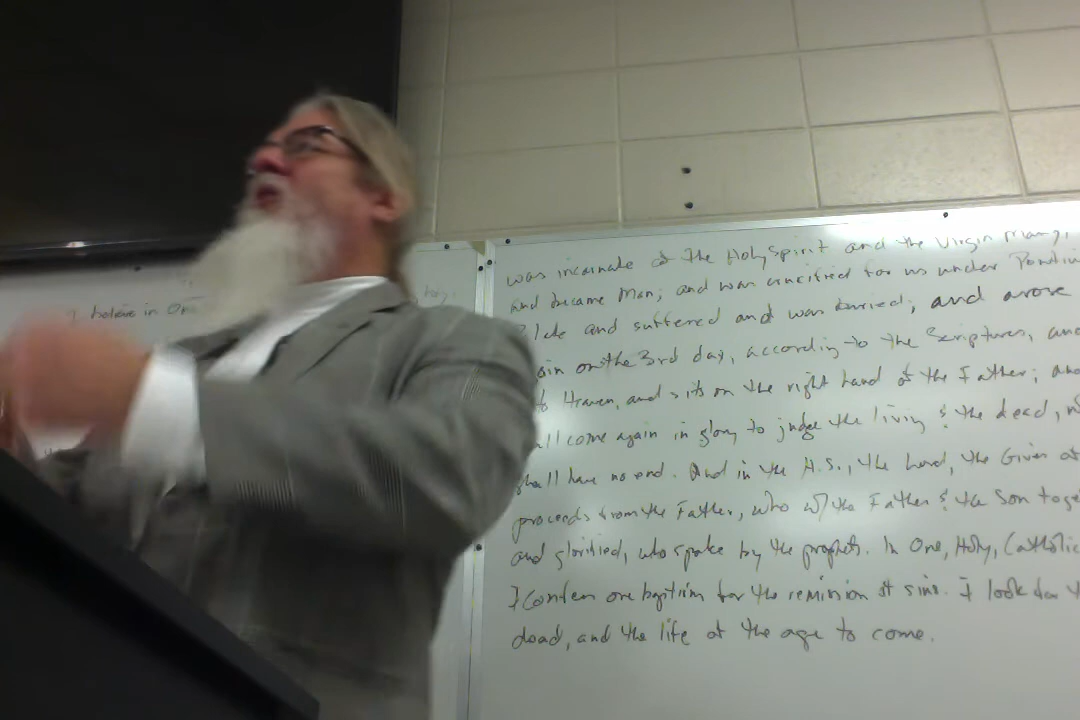 I believe in One
was incarnate of the Holy Spirit and the Virgin Mary,
and became Man; and was crucified for us under Pontiu
and suffered and was buried; and arose
on the 3rd day, according to the Scriptures, and
to Heaven, and sits on the right hand of the Father; and
come again in glory to judge the living & the dead,
shall have no end. And in the H.S., the Lord, the Giver of
proceeds from the Father, who w/ the Father & the Son toge
and glorified, who spoke by the prophets. In One, Holy, Catholic
I confess one baptism for the remission of sins. I look for t
dead, and the life of the age to come.